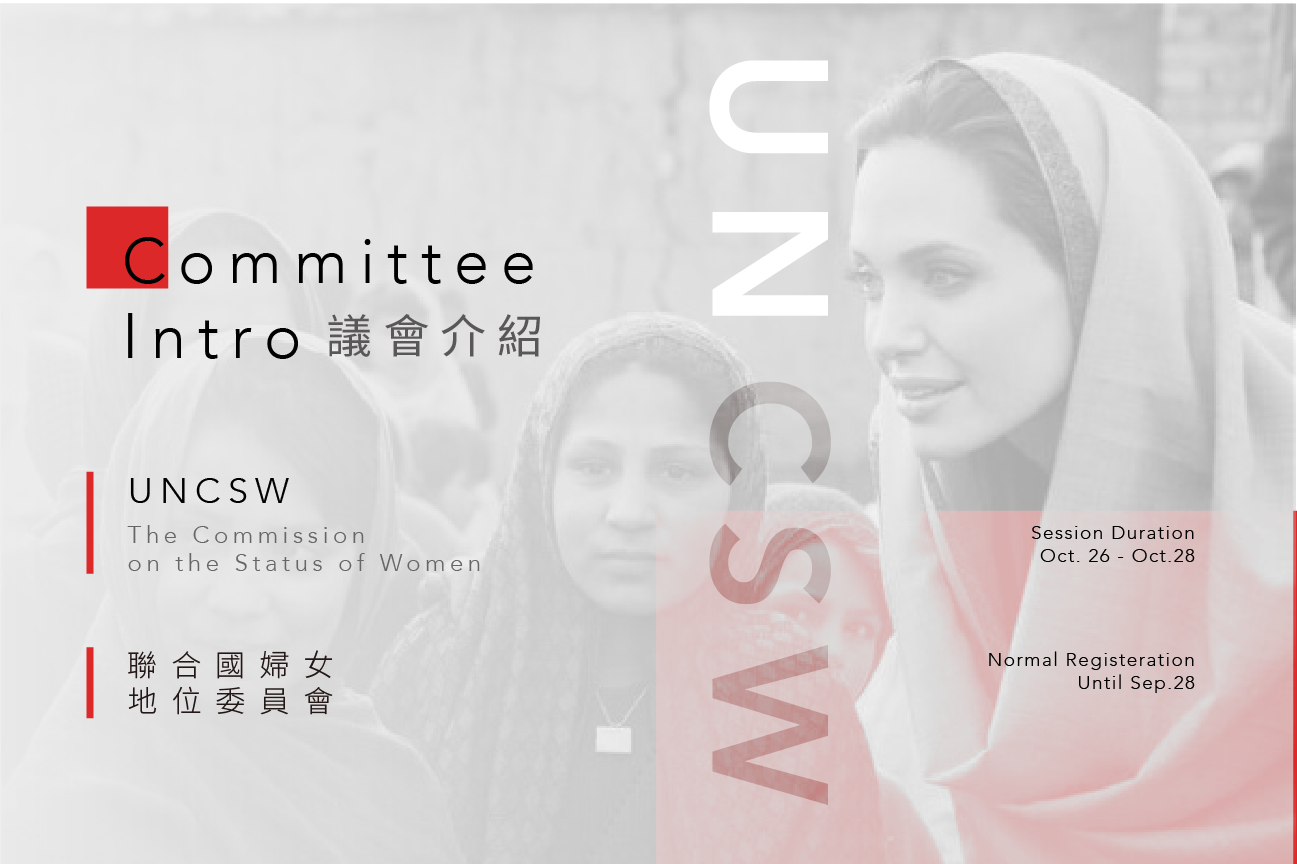 Committee
Intro 議會介紹
UNCSW
The Commission
on the Status of Women
聯合國婦女
地位委員會
UN CSW
Session Duration
Oct. 26 - Oct.28
Normal Registeration
Until Sep.28